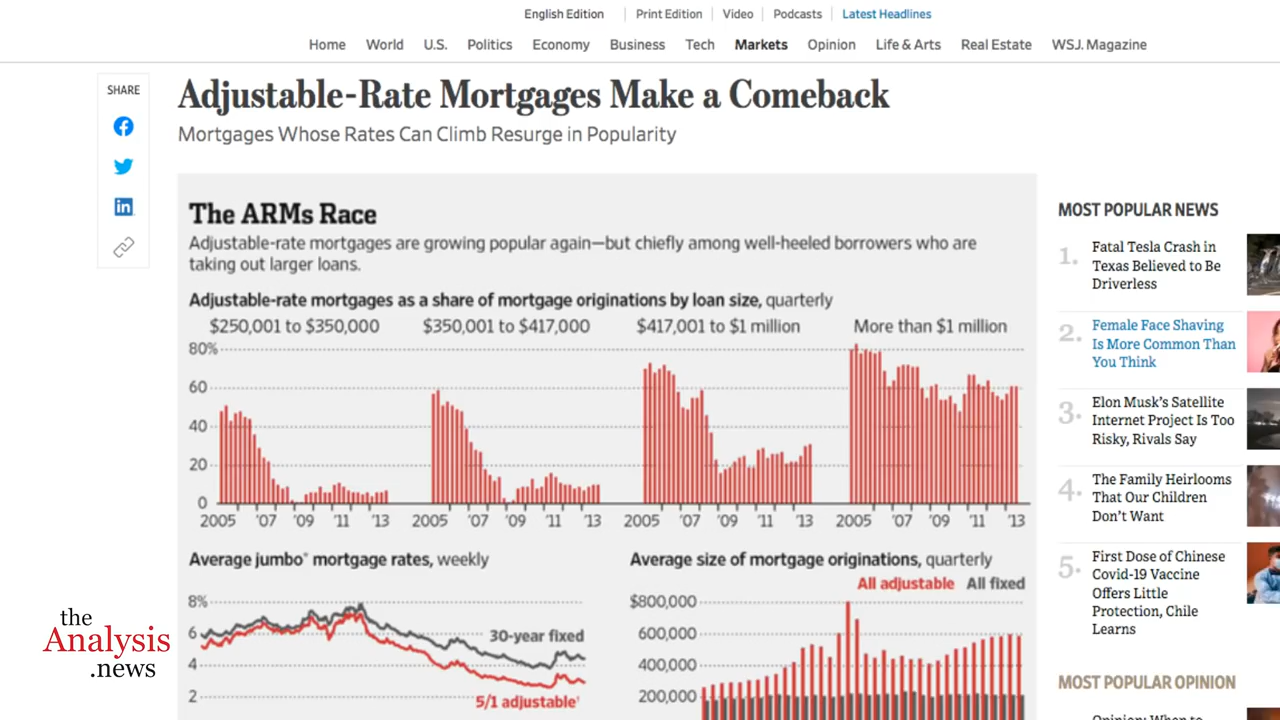 English Edition
Print Edition
Video
Podcasts
Latest Headlines
Home
World
U.S.
Politics
Economy
Business
Tech
Markets
Opinion
Life & Arts
Real Estate
WSJ. Magazine
SHARE
Adjustable-Rate Mortgages Make a Comeback
Mortgages Whose Rates Can Climb Resurge in Popularity
The ARMs Race
Adjustable-rate mortgages are growing popular again—but chiefly among well-heeled borrowers who are
taking out larger loans.
Adjustable-rate mortgages as a share of mortgage originations by loan size, quarterly
$250,001 to $350,000
$350,001 to $417,000
$417,001 to $1 million
More than $1 million
80%
60
40
20
0
2005 '07 '09 '11 '13
2005 '07 '09 '11 '13
2005 '07 '09 '11 '13
2005 '07 '09 '11 '13
Average jumbo* mortgage rates, weekly
8%
6
4
2
30-year fixed
5/1 adjustable†
Average size of mortgage originations, quarterly
All adjustable All fixed
$800,000
600,000
400,000
200,000
MOST POPULAR NEWS
1.
Fatal Tesla Crash in
Texas Believed to Be
Driverless
2.
Female Face Shaving
Is More Common Than
You Think
3.
Elon Musk's Satellite
Internet Project Is Too
Risky, Rivals Say
4.
The Family Heirlooms
That Our Children
Don't Want
5.
First Dose of Chinese
Covid-19 Vaccine
Offers Little
Protection, Chile
Learns
MOST POPULAR OPINION
Opinion: When to
the
Analysis
.news